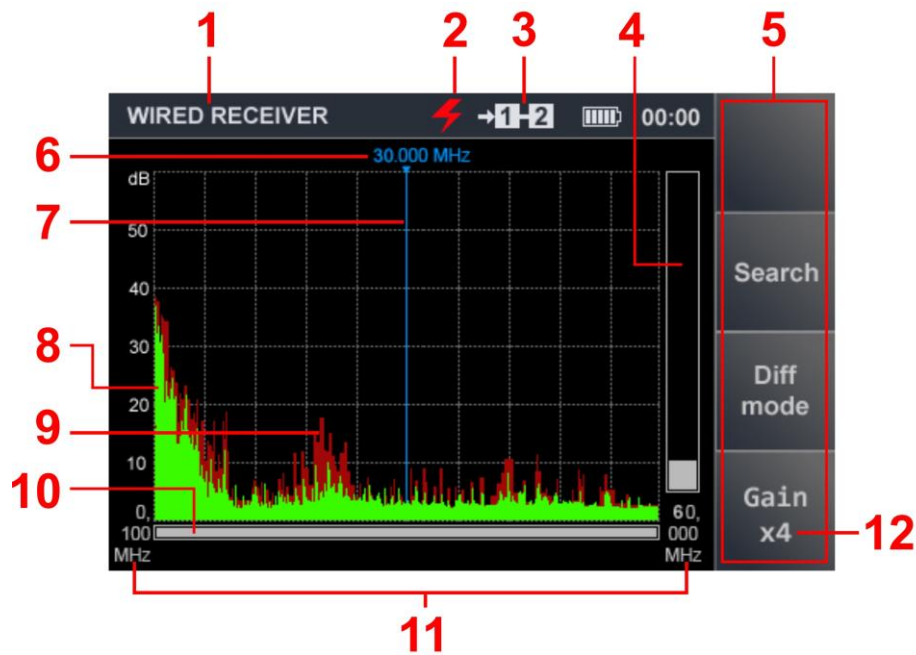 1 2 3 4 5
WIRED RECEIVER →1-2 00:00
6 30.000 MHz
dB
7
50
Search
40
8
30
Diff
mode
20
9
10
10
Gain
x4 12
0, 60,
100 000
MHz MHz
11